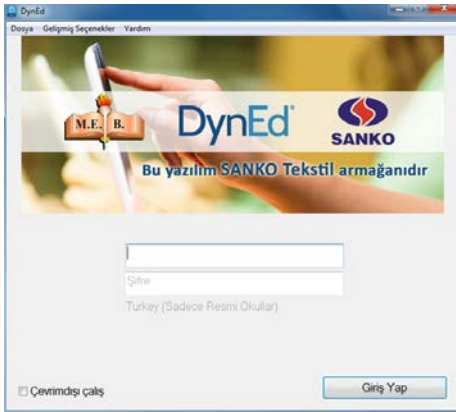 DynEd
Dosya Gelişmiş Seçenekler Yardım
M.E. B.
DynEd
SANKO
Bu yazılım SANKO Tekstil armağanıdır
Şifre
Turkey (Sadece Resmi Okullar)
Çevrimdışı çalış
Giriş Yap